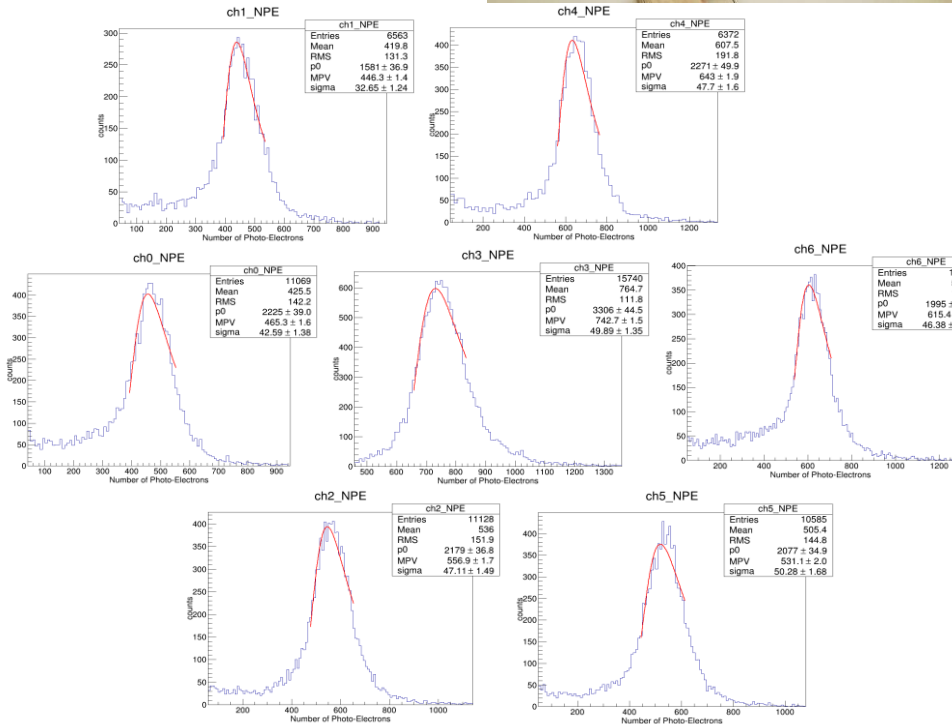 ch1_NPE
ch1_NPE
Entries 6563
Mean 419.8
RMS 131.3
p0 1581 ± 36.9
MPV 446.3 ± 1.4
sigma 32.65 ± 1.24
counts
300
250
200
150
100
50
0
100 200 300 400 500 600 700 800 900
Number of Photo-Electrons
ch4_NPE
ch4_NPE
Entries 6372
Mean 607.5
RMS 191.8
p0 2271 ± 49.9
MPV 643 ± 1.9
sigma 47.7 ± 1.6
counts
400
350
300
250
200
150
100
50
0
200 400 600 800 1000 1200
Number of Photo-Electrons
ch0_NPE
ch0_NPE
Entries 11069
Mean 425.5
RMS 142.2
p0 2225 ± 39.0
MPV 465.3 ± 1.6
sigma 42.59 ± 1.38
counts
400
350
300
250
200
150
100
50
0
100 200 300 400 500 600 700 800 900
Number of Photo-Electrons
ch3_NPE
ch3_NPE
Entries 15740
Mean 764.7
RMS 111.8
p0 3306 ± 44.5
MPV 742.7 ± 1.5
sigma 49.89 ± 1.35
counts
600
500
400
300
200
100
0
500 600 700 800 900 1000 1100 1200 1300
Number of Photo-Electrons
ch6_NPE
ch6_NPE
Entries 1
Mean
RMS
p0 1995 ±
MPV 615.4
sigma 46.38 ±
counts
400
350
300
250
200
150
100
50
0
200 400 600 800 1000 1200
Number of Photo-Electrons
ch2_NPE
ch2_NPE
Entries 11128
Mean 536
RMS 151.9
p0 2179 ± 36.8
MPV 556.9 ± 1.7
sigma 47.11 ± 1.49
counts
400
350
300
250
200
150
100
50
0
200 400 600 800 1000
Number of Photo-Electrons
ch5_NPE
ch5_NPE
Entries 10585
Mean 505.4
RMS 144.8
p0 2077 ± 34.9
MPV 531.1 ± 2.0
sigma 50.28 ± 1.68
counts
400
350
300
250
200
150
100
50
0
200 400 600 800 1000
Number of Photo-Electrons